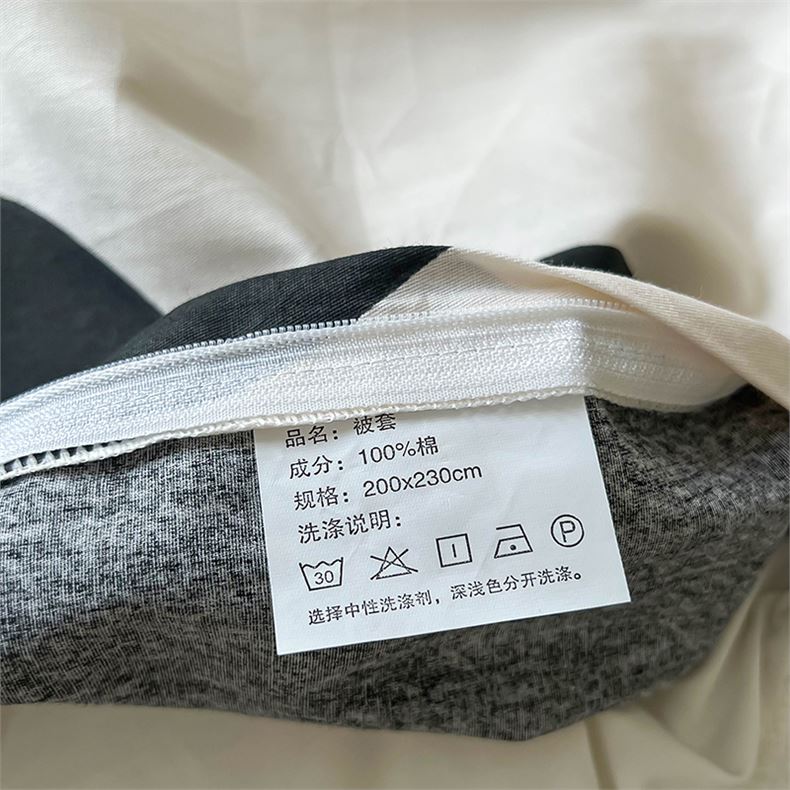 品名：被套
成分：100%棉
规格：200x230cm
洗涤说明：
30 P
选择中性洗涤剂，深浅色分开洗涤。